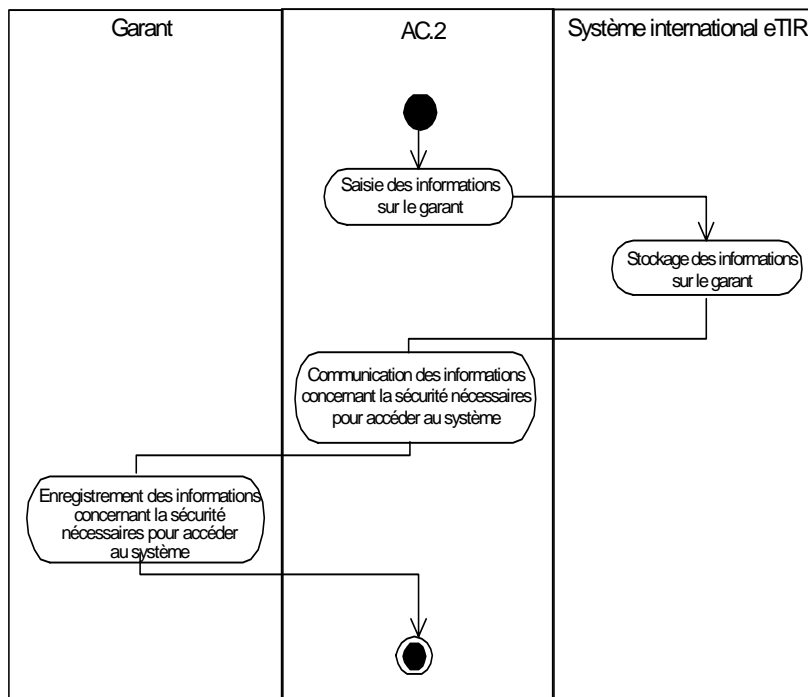 Garant
AC.2
Système international eTIR
Saisie des informations
sur le garant
Stockage des informations
sur le garant
Communication des informations
concernant la sécurité nécessaires
pour accéder au système
Enregistrement des informations
concernant la sécurité
nécessaires pour accéder
au système